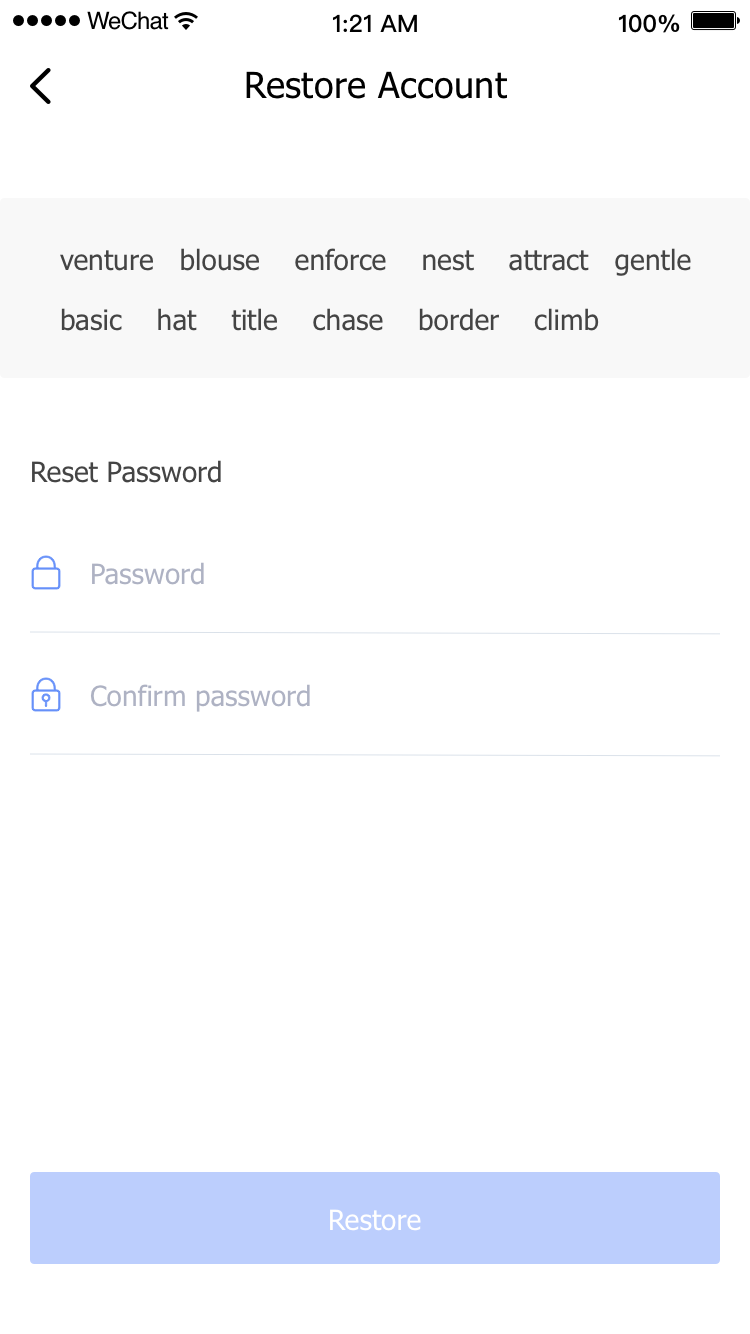 ●●●●● WeChat 1:21 AM 100%
Restore Account
venture blouse enforce nest attract gentle
basic hat title chase border climb
Reset Password
Password
Confirm password
Restore